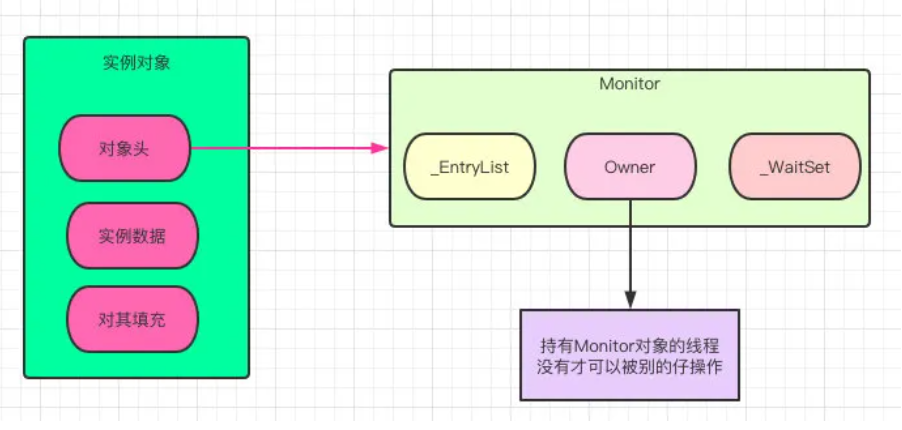 实例对象
对象头
实例数据
对其填充
Monitor
_EntryList
Owner
_WaitSet
持有Monitor对象的线程
没有才可以被别的仔操作